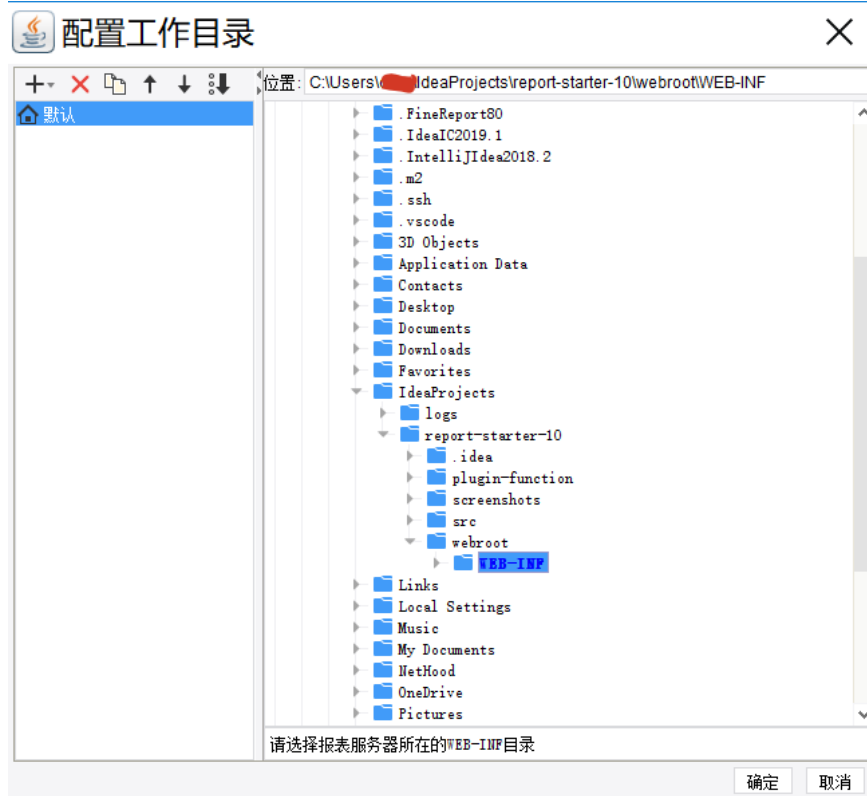 配置工作目录
位置: C:\Users\ IdeaProjects\report-starter-10\webroot\WEB-INF
默认
.FineReport80
.IdeaIC2019.1
.IntelliJIdea2018.2
.m2
.ssh
.vscode
3D Objects
Application Data
Contacts
Desktop
Documents
Downloads
Favorites
IdeaProjects
logs
report-starter-10
.idea
plugin-function
screenshots
src
webroot
WEB-INF
Links
Local Settings
Music
My Documents
NetHood
OneDrive
Pictures
请选择报表服务器所在的WEB-INF目录
确定 取消